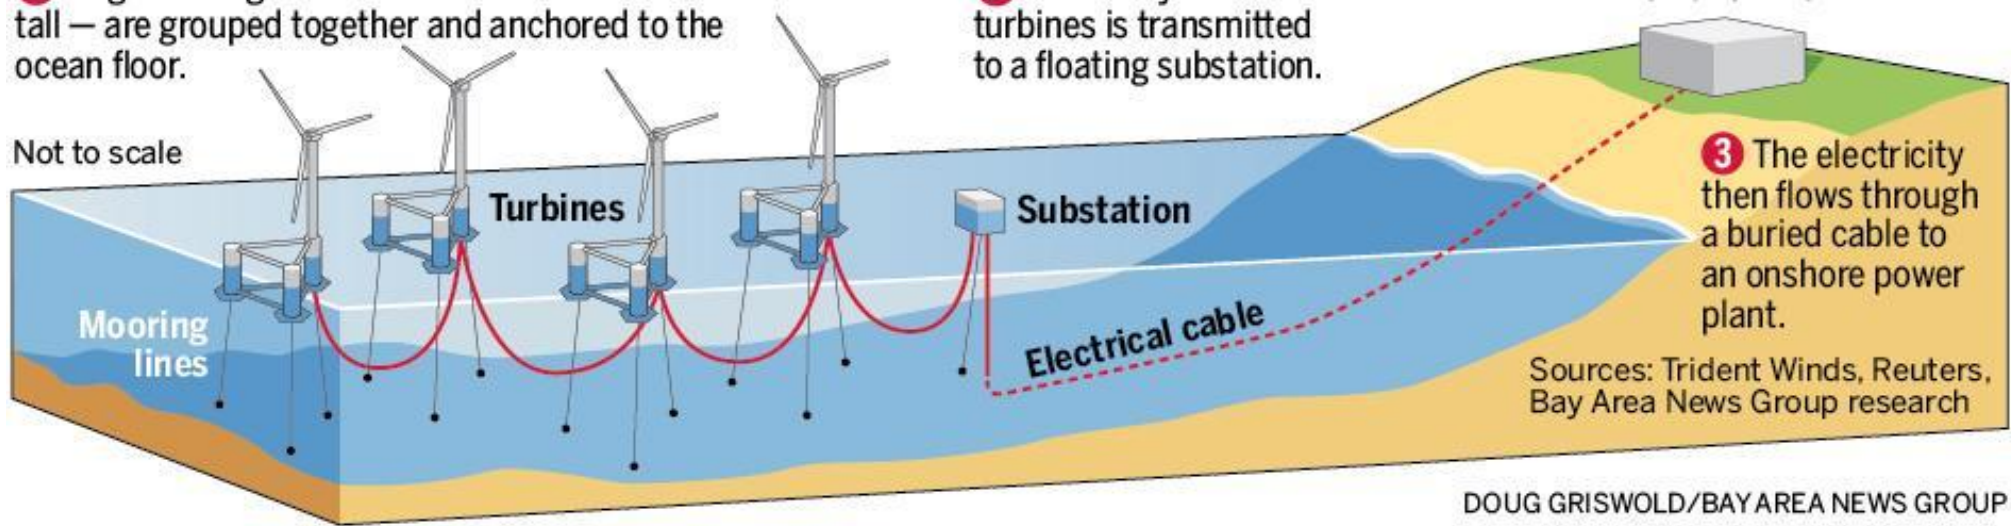 tall — are grouped together and anchored to the
ocean floor.
turbines is transmitted
to a floating substation.
Not to scale
Turbines
Substation
Mooring
lines
Electrical cable
3 The electricity
then flows through
a buried cable to
an onshore power
plant.
Sources: Trident Winds, Reuters,
Bay Area News Group research
DOUG GRISWOLD/BAY AREA NEWS GROUP